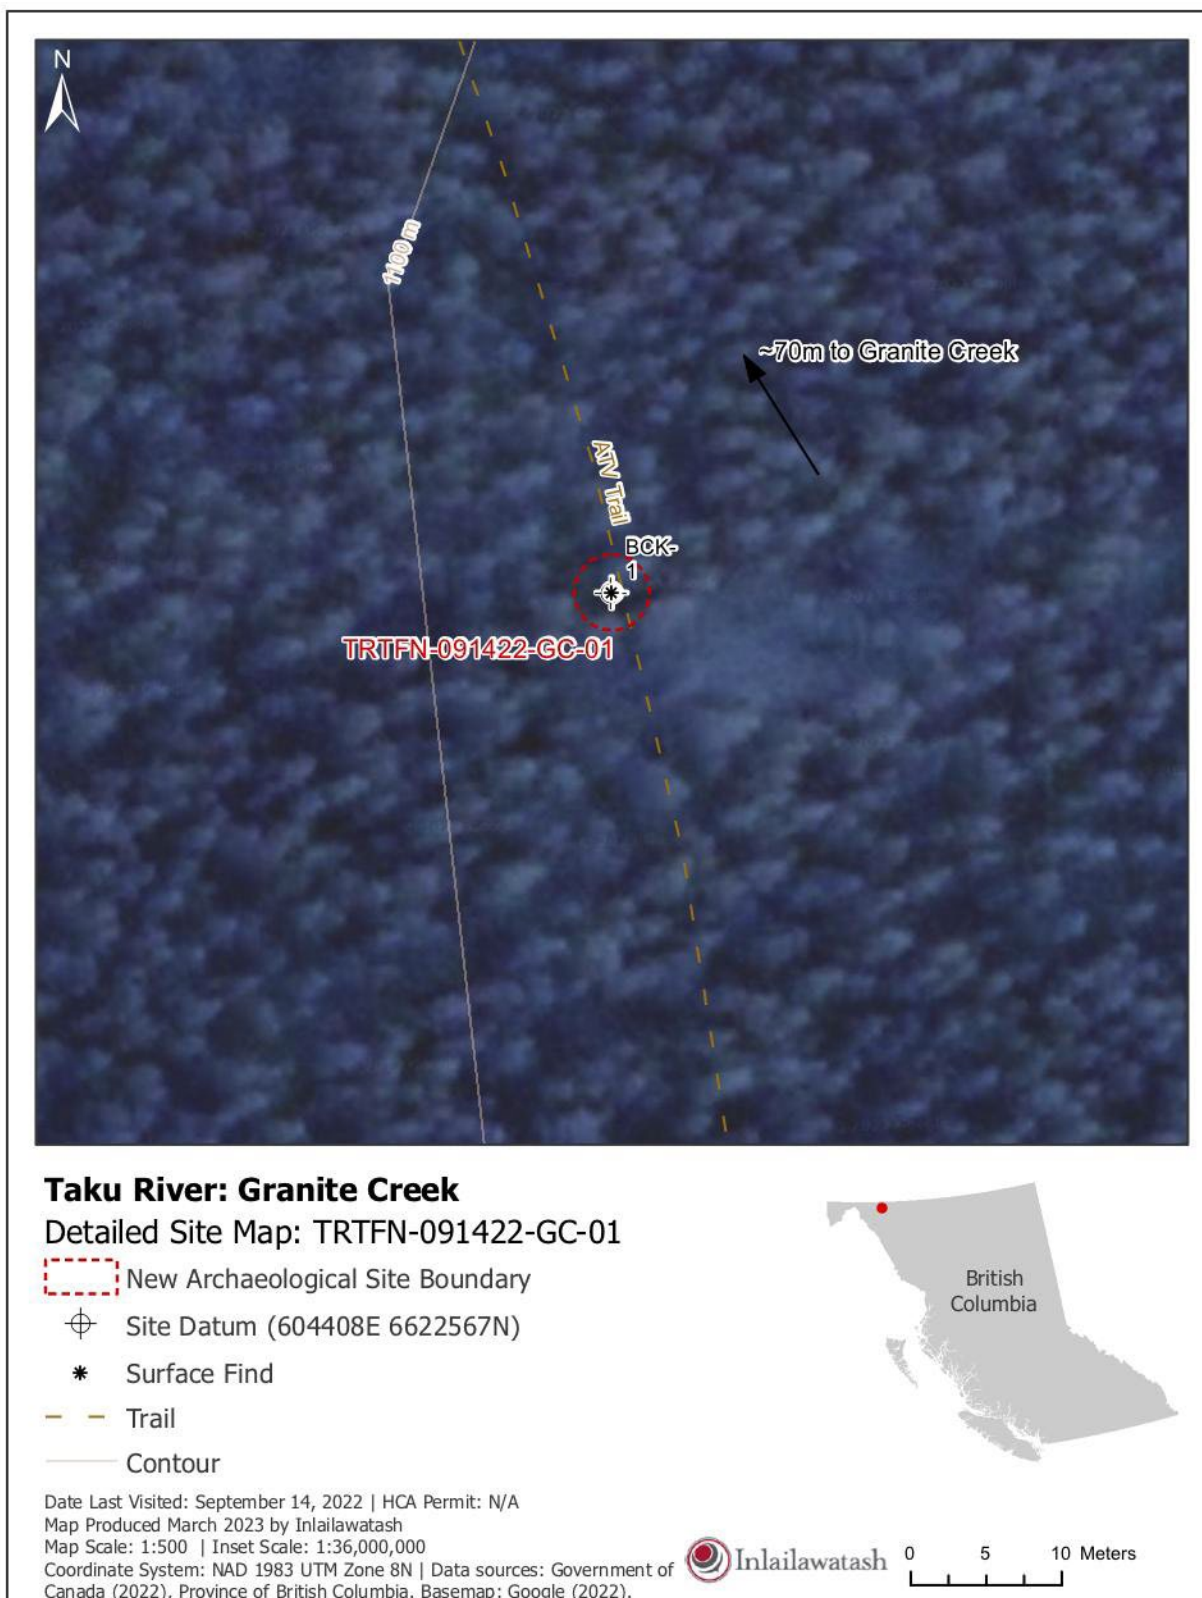 N
1100 m
~70m to Granite Creek
ATV Trail
BCK-
1
TRTFN-091422-GC-01
Taku River: Granite Creek
Detailed Site Map: TRTFN-091422-GC-01
New Archaeological Site Boundary
Site Datum (604408E 6622567N)
Surface Find
Trail
Contour
British
Columbia
Date Last Visited: September 14, 2022 | HCA Permit: N/A
Map Produced March 2023 by Inlailawatash
Map Scale: 1:500 | Inset Scale: 1:36,000,000
Coordinate System: NAD 1983 UTM Zone 8N | Data sources: Government of
Canada (2022), Province of British Columbia. Basemap: Google (2022).
Inlailawatash
0 5 10 Meters